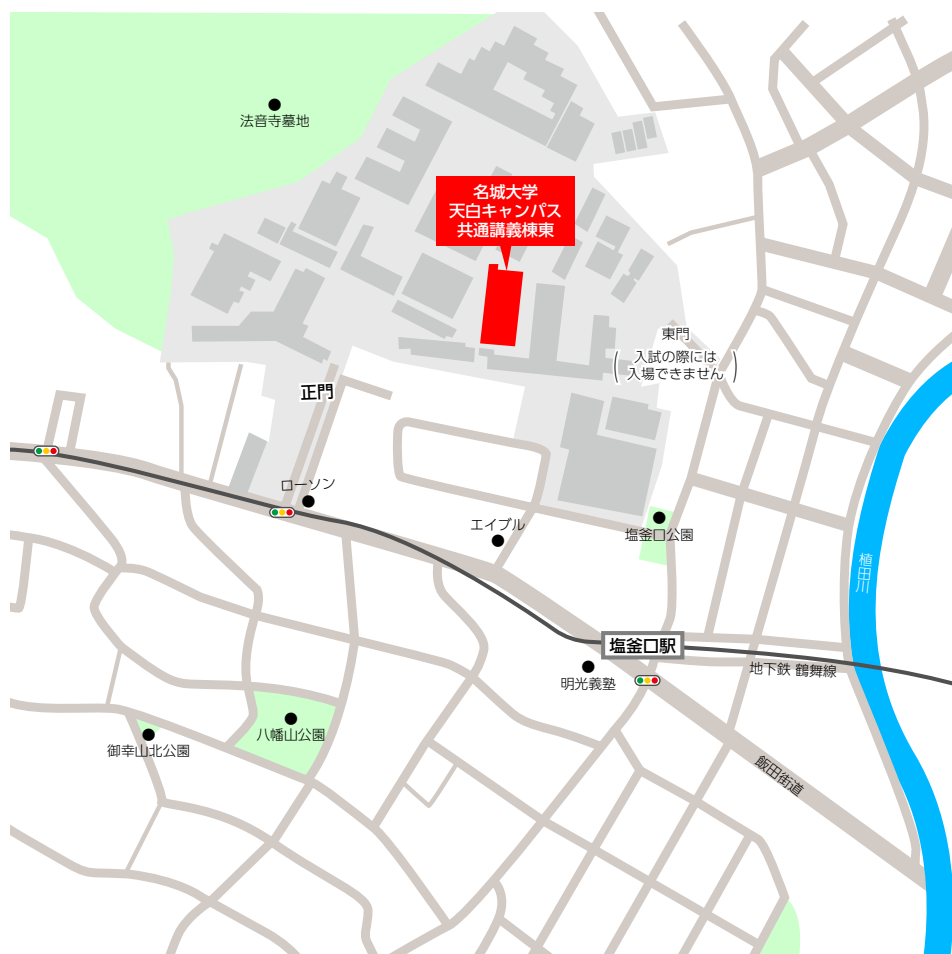 法音寺墓地
名城大学
天白キャンパス
共通講義棟東
東門
入試の際には
入場できません
正門
ローソン
エイブル
塩釜口公園
植田川
塩釜口駅
地下鉄 鶴舞線
明光義塾
八幡山公園
御幸山北公園
飯田街道